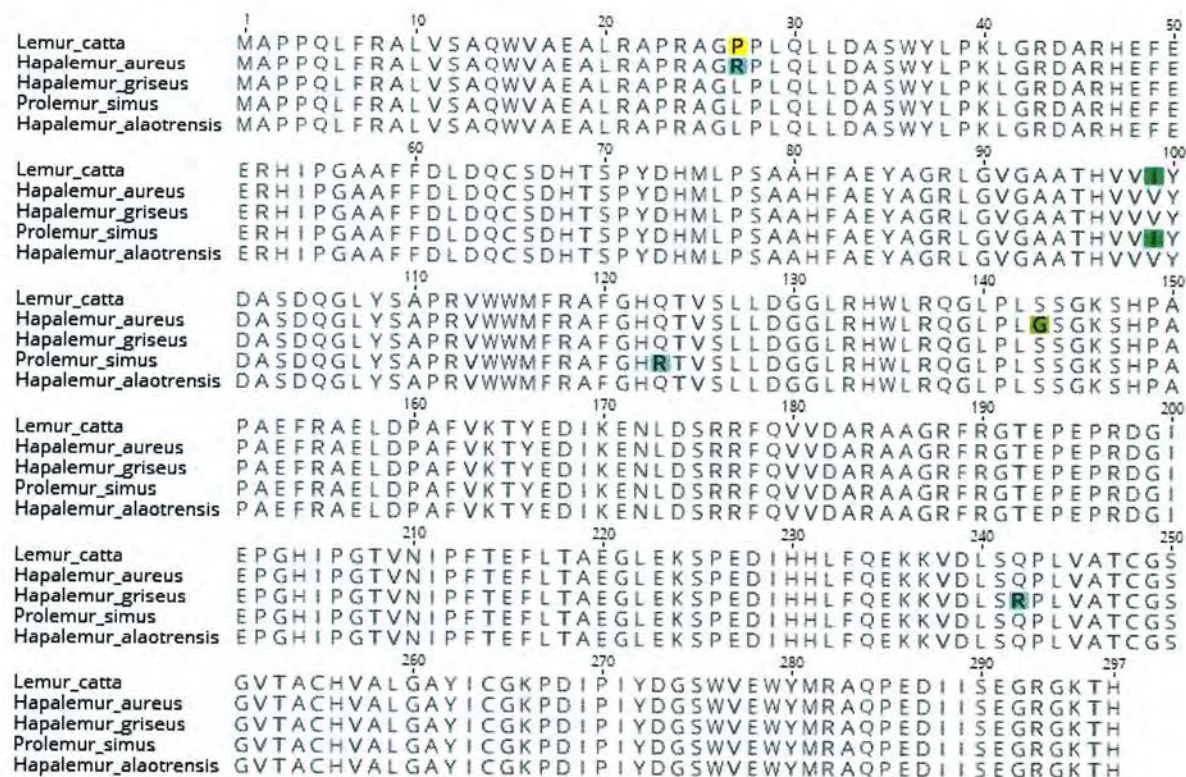 1 10 20 30 40 50
Lemur_catta MAPPQLFRALVSAQWVAEALRAPRAGPPLQLLDASWYLPKLGRDARHEFE
Hapalemur_aureus MAPPQLFRALVSAQWVAEALRAPRAGRPLQLLDASWYLPKLGRDARHEFE
Hapalemur_griseus MAPPQLFRALVSAQWVAEALRAPRAGLPLQLLDASWYLPKLGRDARHEFE
Prolemur_simus MAPPQLFRALVSAQWVAEALRAPRAGLPLQLLDASWYLPKLGRDARHEFE
Hapalemur_alaotrensis MAPPQLFRALVSAQWVAEALRAPRAGLPLQLLDASWYLPKLGRDARHEFE
60 70 80 90 100
Lemur_catta ERHIPGAAFFDLDQCSDHTSPYDHMLPSAAHFAEYAGRLGVGAATHVVIY
Hapalemur_aureus ERHIPGAAFFDLDQCSDHTSPYDHMLPSAAHFAEYAGRLGVGAATHVVVY
Hapalemur_griseus ERHIPGAAFFDLDQCSDHTSPYDHMLPSAAHFAEYAGRLGVGAATHVVVY
Prolemur_simus ERHIPGAAFFDLDQCSDHTSPYDHMLPSAAHFAEYAGRLGVGAATHVVIY
Hapalemur_alaotrensis ERHIPGAAFFDLDQCSDHTSPYDHMLPSAAHFAEYAGRLGVGAATHVVVY
110 120 130 140 150
Lemur_catta DASDQGLYSAPRVWWMFRAFGHQTVSLLDGGLRHWLRQGLPLSSGKSHPA
Hapalemur_aureus DASDQGLYSAPRVWWMFRAFGHQTVSLLDGGLRHWLRQGLPLGSGKSHPA
Hapalemur_griseus DASDQGLYSAPRVWWMFRAFGHQTVSLLDGGLRHWLRQGLPLSSGKSHPA
Prolemur_simus DASDQGLYSAPRVWWMFRAFGHRTVSLLDGGLRHWLRQGLPLSSGKSHPA
Hapalemur_alaotrensis DASDQGLYSAPRVWWMFRAFGHQTVSLLDGGLRHWLRQGLPLSSGKSHPA
160 170 180 190 200
Lemur_catta PAEFRAELDPAFVKTYEDIKENLDSRRFQVVDARAAGRFRGTEPEPRDGI
Hapalemur_aureus PAEFRAELDPAFVKTYEDIKENLDSRRFQVVDARAAGRFRGTEPEPRDGI
Hapalemur_griseus PAEFRAELDPAFVKTYEDIKENLDSRRFQVVDARAAGRFRGTEPEPRDGI
Prolemur_simus PAEFRAELDPAFVKTYEDIKENLDSRRFQVVDARAAGRFRGTEPEPRDGI
Hapalemur_alaotrensis PAEFRAELDPAFVKTYEDIKENLDSRRFQVVDARAAGRFRGTEPEPRDGI
210 220 230 240 250
Lemur_catta EPGHIPGTVNIPFTEFLTAEGLEKSPEDIHHLFQEKKVDLSQPLVATCGS
Hapalemur_aureus EPGHIPGTVNIPFTEFLTAEGLEKSPEDIHHLFQEKKVDLSQPLVATCGS
Hapalemur_griseus EPGHIPGTVNIPFTEFLTAEGLEKSPEDIHHLFQEKKVDLSRPLVATCGS
Prolemur_simus EPGHIPGTVNIPFTEFLTAEGLEKSPEDIHHLFQEKKVDLSQPLVATCGS
Hapalemur_alaotrensis EPGHIPGTVNIPFTEFLTAEGLEKSPEDIHHLFQEKKVDLSQPLVATCGS
260 270 280 290 297
Lemur_catta GVTACHVALGAYICGKPDIPIYDGSWVEWYMRAQPEDIISEGRGKTH
Hapalemur_aureus GVTACHVALGAYICGKPDIPIYDGSWVEWYMRAQPEDIISEGRGKTH
Hapalemur_griseus GVTACHVALGAYICGKPDIPIYDGSWVEWYMRAQPEDIISEGRGKTH
Prolemur_simus GVTACHVALGAYICGKPDIPIYDGSWVEWYMRAQPEDIISEGRGKTH
Hapalemur_alaotrensis GVTACHVALGAYICGKPDIPIYDGSWVEWYMRAQPEDIISEGRGKTH